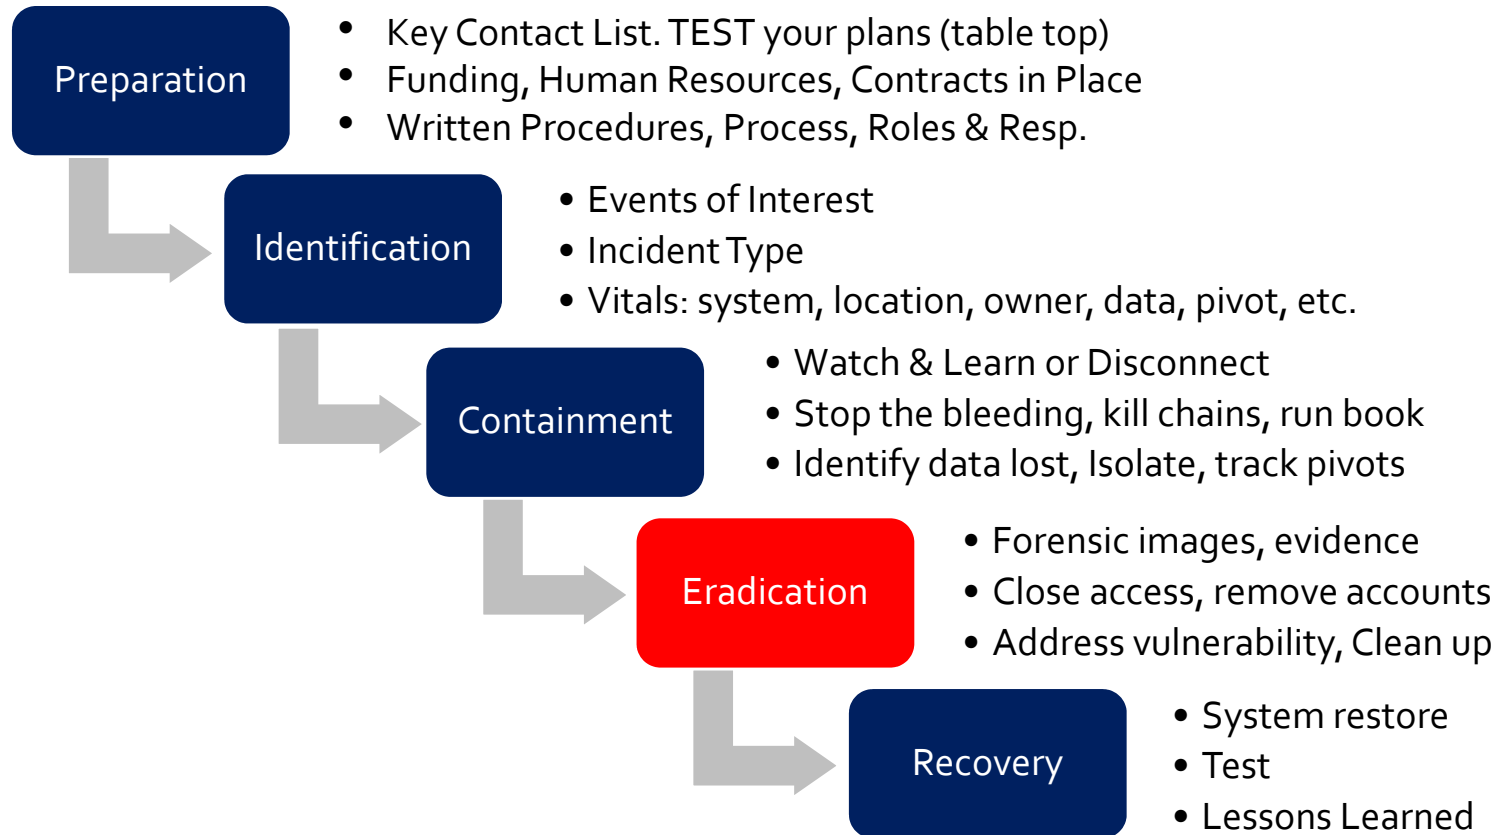 Preparation
• Key Contact List. TEST your plans (table top)
• Funding, Human Resources, Contracts in Place
• Written Procedures, Process, Roles & Resp.
Identification
• Events of Interest
• Incident Type
• Vitals: system, location, owner, data, pivot, etc.
Containment
• Watch & Learn or Disconnect
• Stop the bleeding, kill chains, run book
• Identify data lost, Isolate, track pivots
Eradication
• Forensic images, evidence
• Close access, remove accounts
• Address vulnerability, Clean up
Recovery
• System restore
• Test
• Lessons Learned